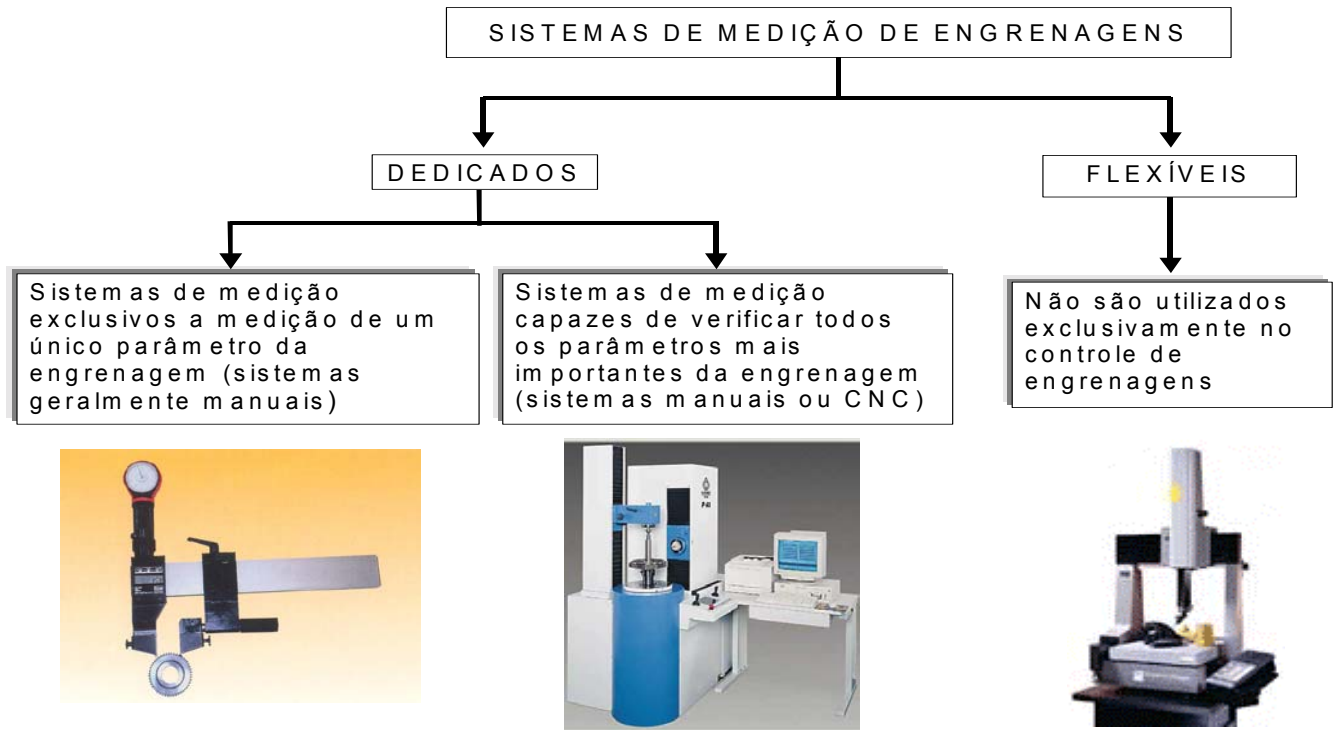 SISTEMAS DE MEDIÇÃO DE ENGRENAGENS
DEDICADOS
FLEXÍVEIS
Sistemas de medição
exclusivos a medição de um
único parâmetro da
engrenagem (sistemas
geralmente manuais)
Sistemas de medição
capazes de verificar todos
os parâmetros mais
importantes da engrenagem
(sistemas manuais ou CNC)
Não são utilizados
exclusivamente no
controle de
engrenagens